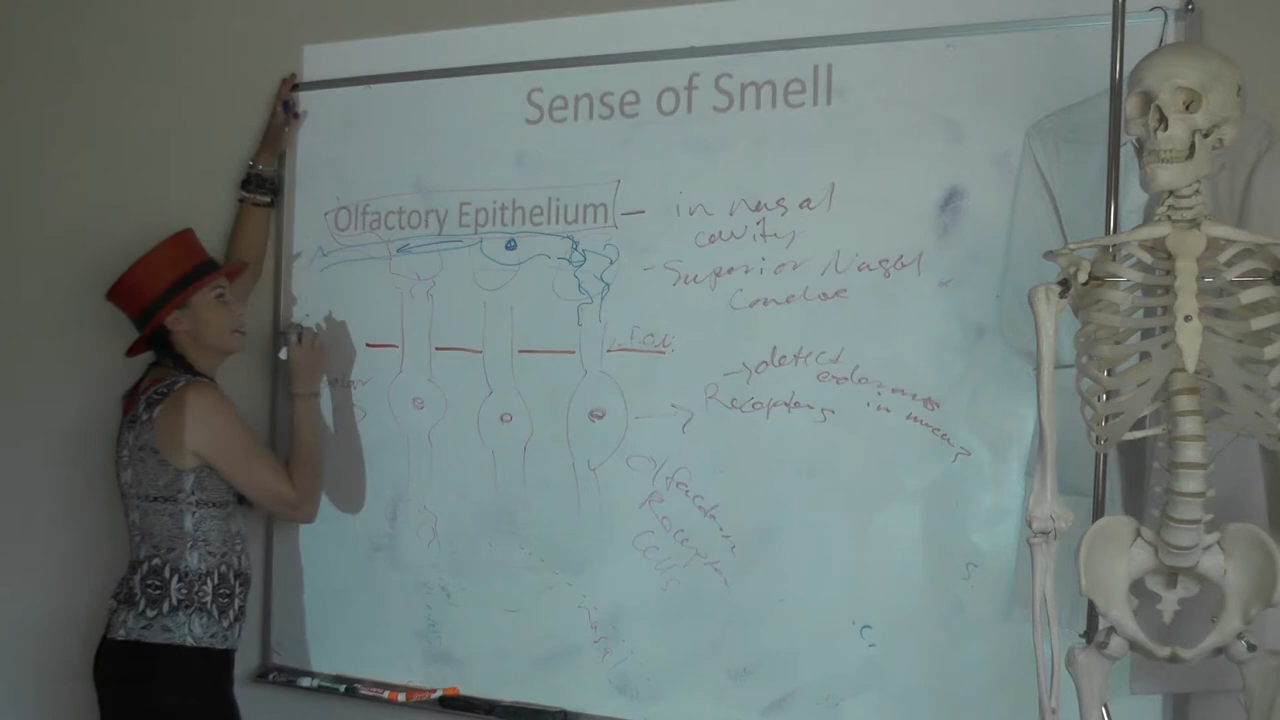 Sense of Smell
Olfactory Epithelium — in nasal
cavity
- Superior Nasal
Conchae
→ detect
odorants
in mucus
Receptors
Olfactory
Receptor
Cells
Nasal